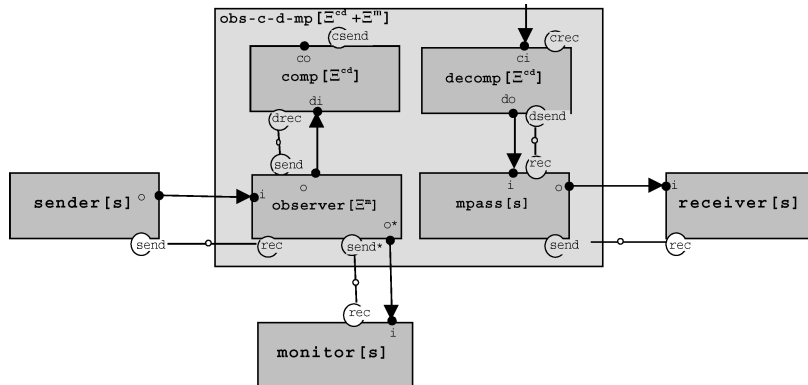 obs-c-d-mp[Ξᶜᵈ+Ξᵐ]
csend
crec
co
ci
comp[Ξᶜᵈ]
decomp[Ξᶜᵈ]
di
do
drec
dsend
send
rec
o
i
sender[s]
o
i
observer[Ξᵐ]
o*
mpass[s]
o
i
receiver[s]
send
rec
send*
send
rec
rec
i
monitor[s]